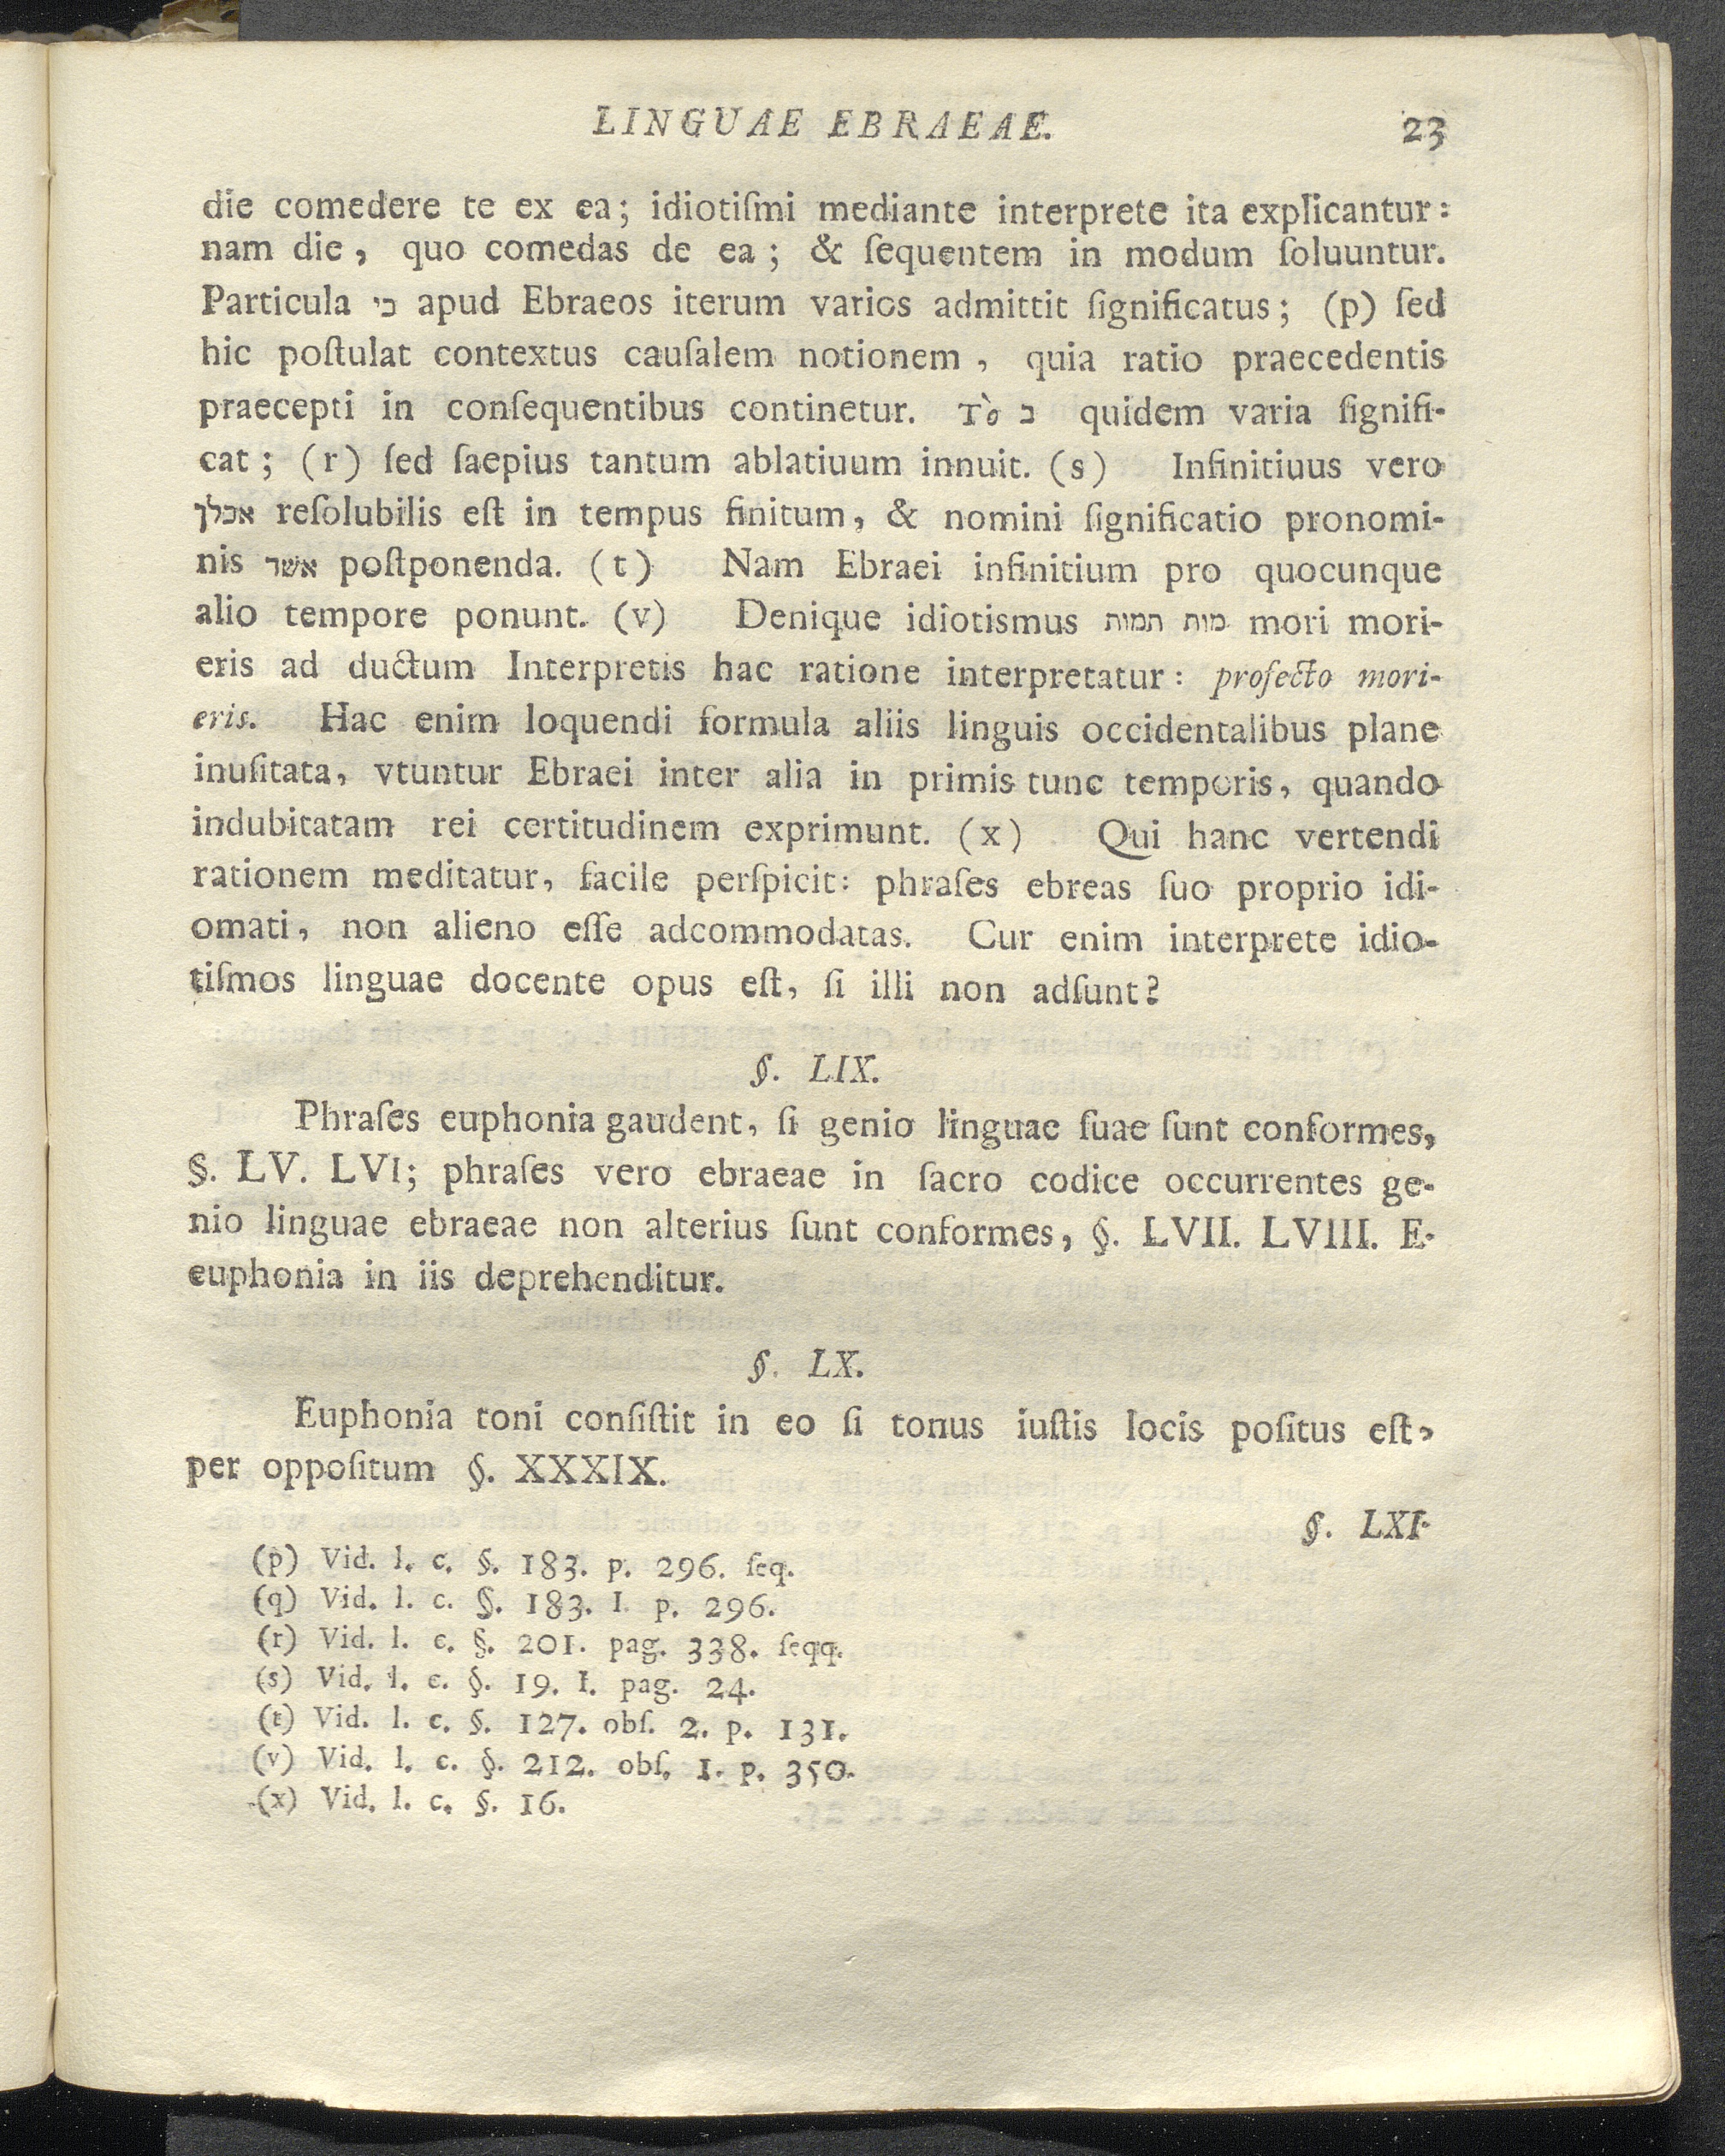 LINGUAE EBRAEAE. 23
die comedere te ex ea; idiotiſmi mediante interprete ita explicantur:
nam die, quo comedas de ea; & ſequentem in modum ſoluuntur.
Particula כי apud Ebraeos iterum varios admittit ſignificatus; (p) ſed
hic poſtulat contextus cauſalem notionem, quia ratio praecedentis
praecepti in conſequentibus continetur. Τὸ ב quidem varia ſignifi-
cat; (r) ſed ſaepius tantum ablatiuum innuit. (s) Infinitiuus vero
אכלך reſolubilis eſt in tempus finitum, & nomini ſignificatio pronomi-
nis אשר poſtponenda. (t) Nam Ebraei infinitium pro quocunque
alio tempore ponunt. (v) Denique idiotismus מות תמות mori mori-
eris ad ductum Interpretis hac ratione interpretatur: profecto mori-
eris. Hac enim loquendi formula aliis linguis occidentalibus plane
inuſitata, vtuntur Ebraei inter alia in primis tunc temporis, quando
indubitatam rei certitudinem exprimunt. (x) Qui hanc vertendi
rationem meditatur, facile perſpicit: phraſes ebreas ſuo proprio idi-
omati, non alieno eſſe adcommodatas. Cur enim interprete idio-
tiſmos linguae docente opus eſt, ſi illi non adſunt?
§. LIX.
Phraſes euphonia gaudent, ſi genio linguae ſuae ſunt conformes,
§. LV. LVI; phraſes vero ebraeae in ſacro codice occurrentes ge-
nio linguae ebraeae non alterius ſunt conformes, §. LVII. LVIII. E.
euphonia in iis deprehenditur.
§. LX.
Euphonia toni conſiſtit in eo ſi tonus iuſtis locis poſitus eſt,
per oppoſitum §. XXXIX.
§. LXI.
(p) Vid. l. c. §. 183. p. 296. ſeq.
(q) Vid. l. c. §. 183. I. p. 296.
(r) Vid. l. c. §. 201. pag. 338. ſeqq.
(s) Vid. l. c. §. 19. I. pag. 24.
(t) Vid. l. c. §. 127. obſ. 2. p. 131.
(v) Vid. l. c. §. 212. obſ. 1. p. 350.
(x) Vid. l. c. §. 16.